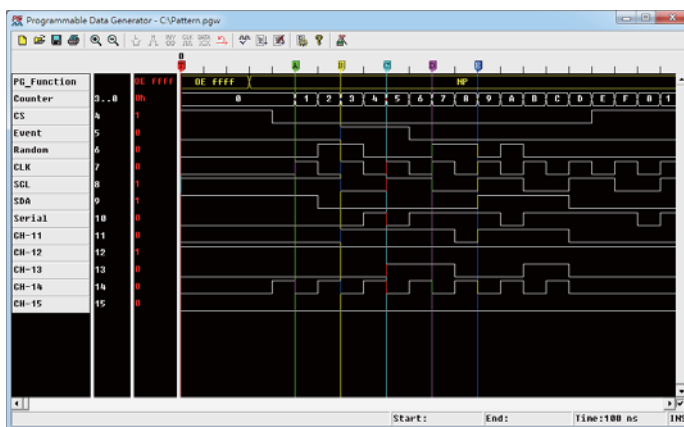 Programmable Data Generator - C:\Pattern.pgw
0
A
PG_Function OE ffff OE ffff NP
Counter 3..0 0h 0 1 2 3 4 5 6 7 8 9 A B C D E F 0 1
CS 4 1
Event 5 0
Random 6 0
CLK 7 0
SCL 8 1
SDA 9 1
Serial 10 0
CH-11 11 0
CH-12 12 1
CH-13 13 0
CH-14 14 0
CH-15 15 0
Start: End: Time:100 ns INS